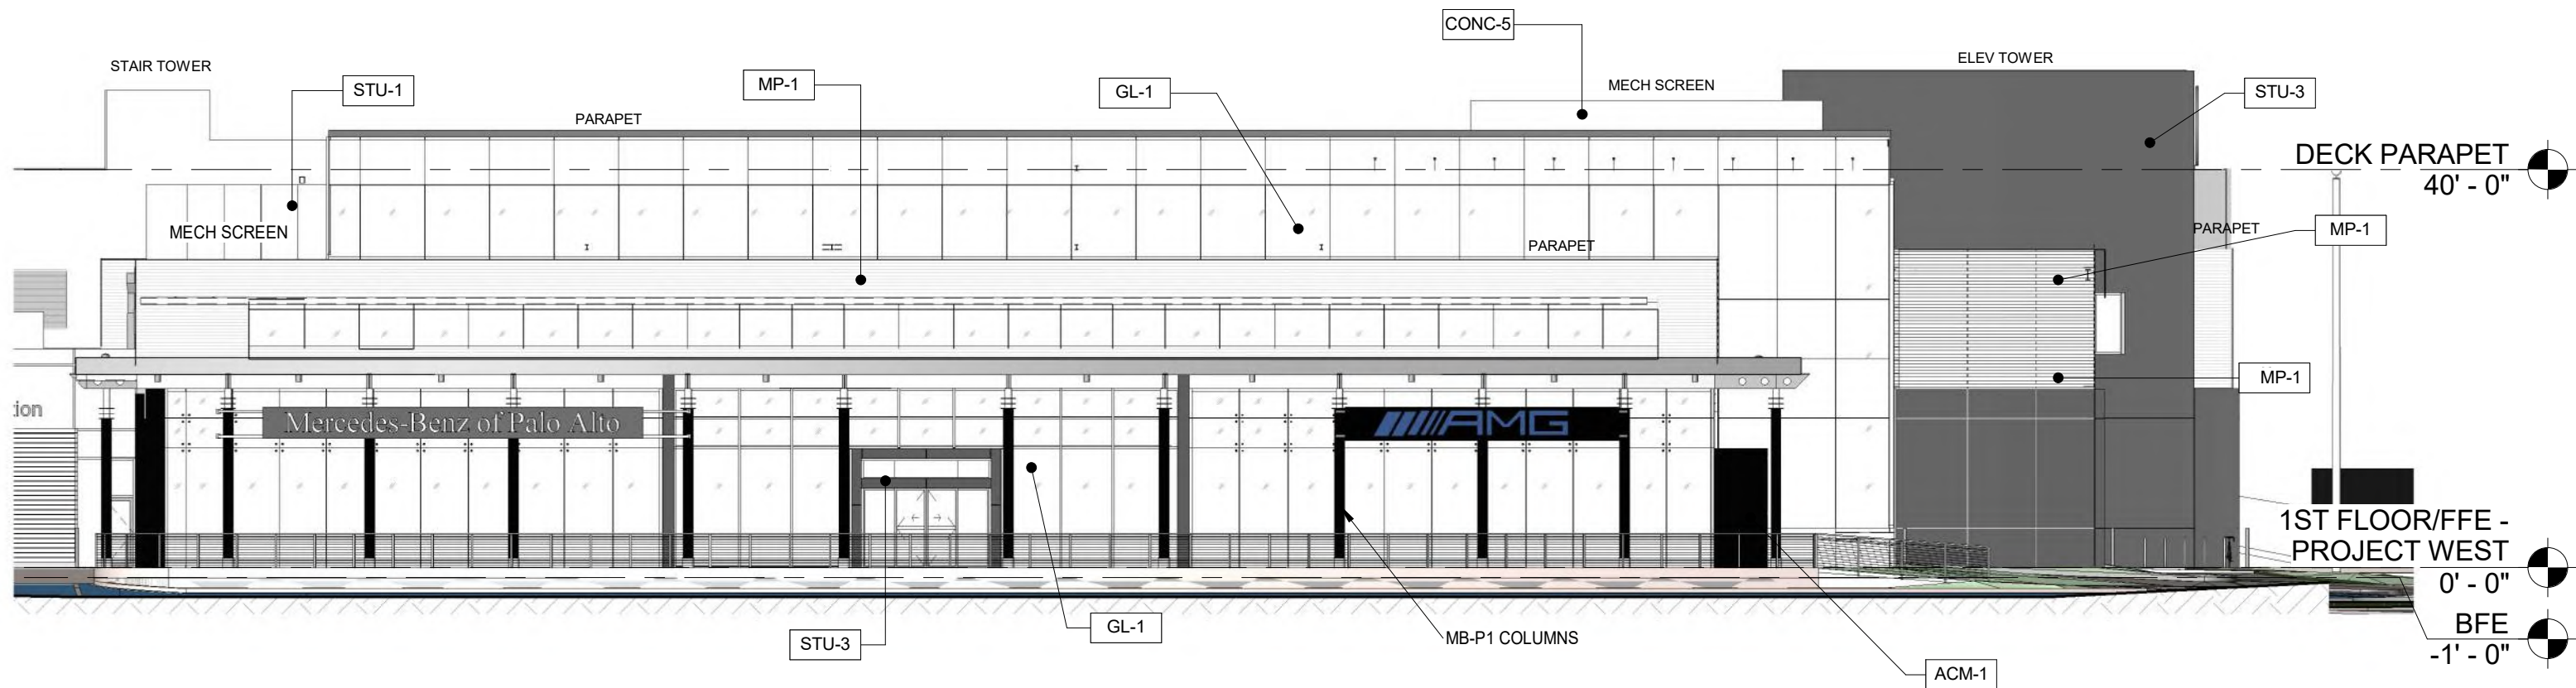 CONC-5
STAIR TOWER
ELEV TOWER
STU-1
MP-1
GL-1
MECH SCREEN
STU-3
PARAPET
DECK PARAPET
40' - 0"
MECH SCREEN
PARAPET
PARAPET
MP-1
MP-1
tion
Mercedes-Benz of Palo Alto
AMG
1ST FLOOR/FFE -
PROJECT WEST
0' - 0"
BFE
-1' - 0"
STU-3
GL-1
MB-P1 COLUMNS
ACM-1